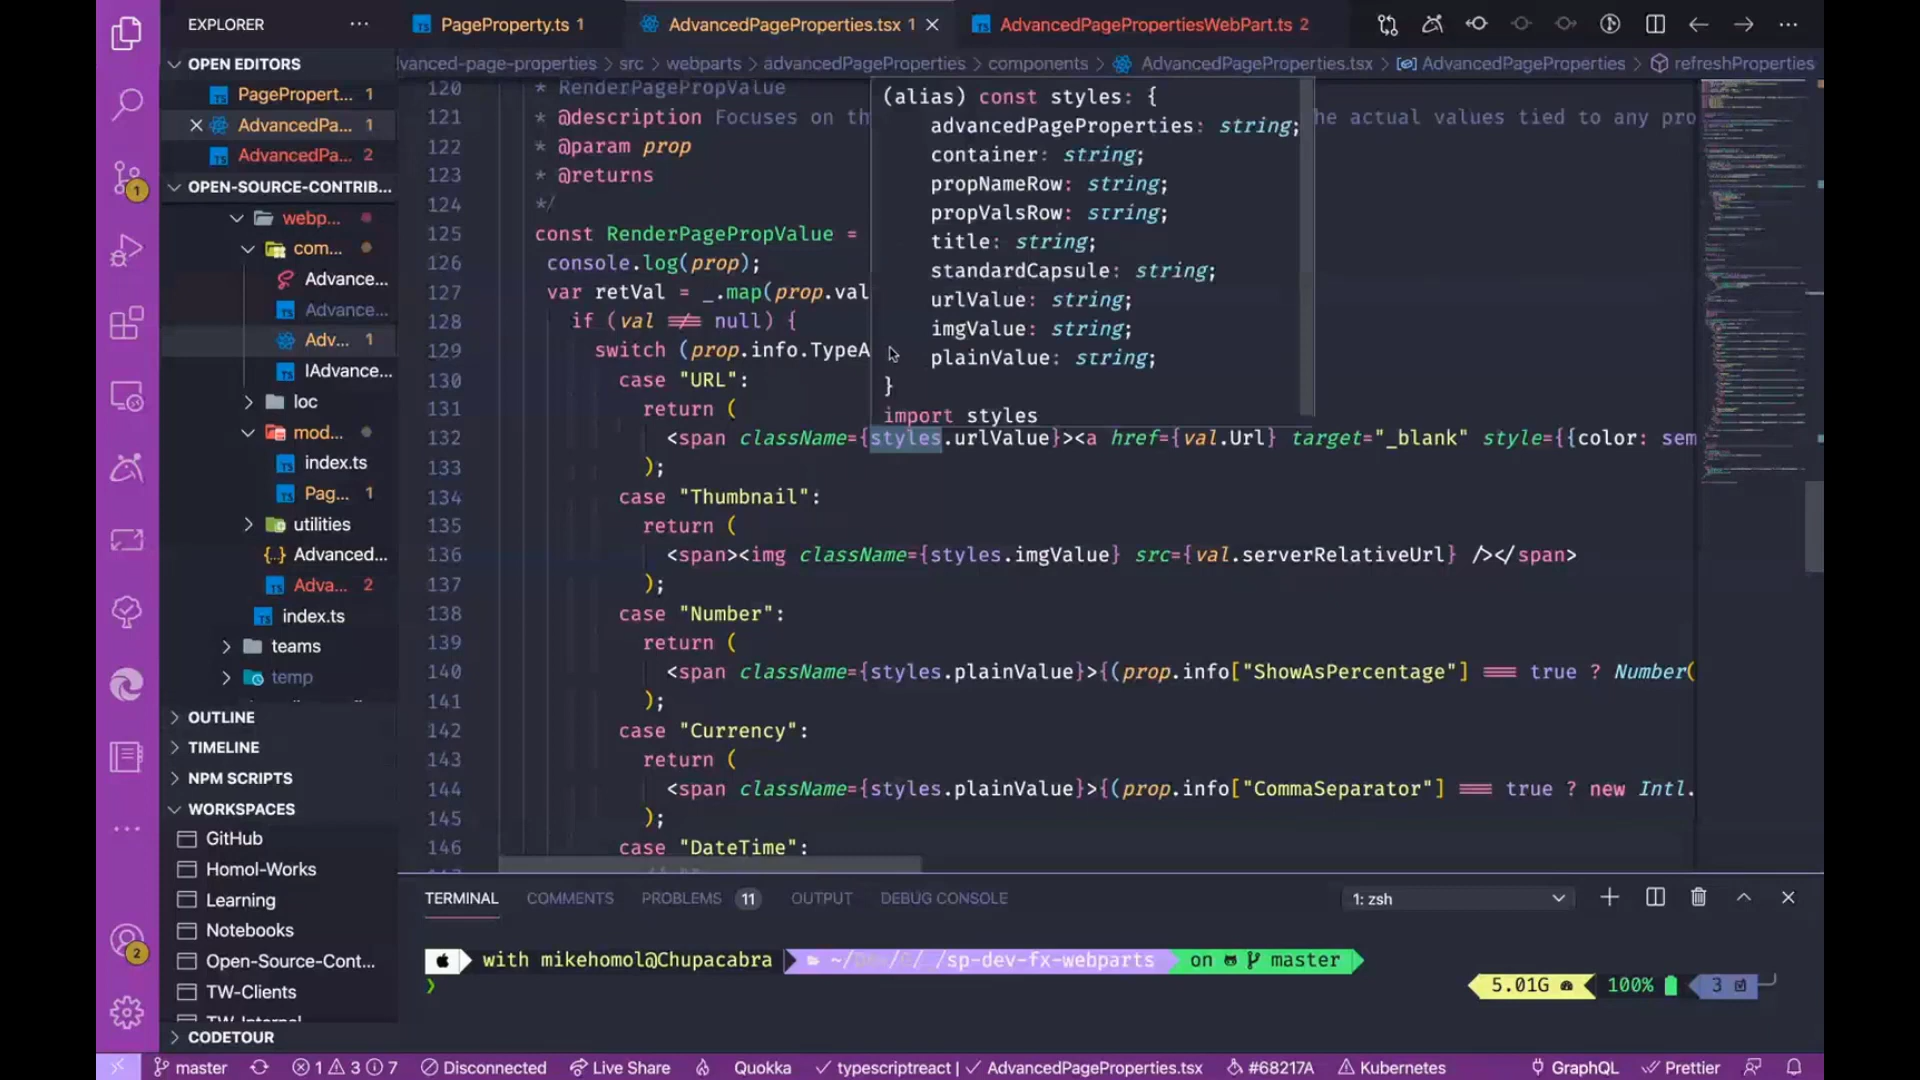 EXPLORER
PageProperty.ts 1
AdvancedPageProperties.tsx 1
AdvancedPagePropertiesWebPart.ts 2
OPEN EDITORS
PagePropert... 1
AdvancedPa... 1
AdvancedPa... 2
OPEN-SOURCE-CONTRIB...
webp...
com...
Advance...
Advance...
Adv... 1
IAdvance...
loc
mod...
index.ts
Pag... 1
utilities
Advanced...
Adva... 2
index.ts
teams
temp
OUTLINE
TIMELINE
NPM SCRIPTS
WORKSPACES
GitHub
Homol-Works
Learning
Notebooks
Open-Source-Cont...
TW-Clients
CODETOUR
vanced-page-properties > src > webparts > advancedPageProperties > components > AdvancedPageProperties.tsx > AdvancedPageProperties > refreshProperties
120 * RenderPagePropValue
121 * @description Focuses on th he actual values tied to any pro
122 * @param prop
123 * @returns
124 */
125 const RenderPagePropValue =
126 console.log(prop);
127 var retVal = _.map(prop.val
128 if (val !== null) {
129 switch (prop.info.TypeA
130 case "URL":
131 return (
132 <span className={styles.urlValue}><a href={val.Url} target="_blank" style={{color: sem
133 );
134 case "Thumbnail":
135 return (
136 <span><img className={styles.imgValue} src={val.serverRelativeUrl} /></span>
137 );
138 case "Number":
139 return (
140 <span className={styles.plainValue}>{(prop.info["ShowAsPercentage"] === true ? Number(
141 );
142 case "Currency":
143 return (
144 <span className={styles.plainValue}>{(prop.info["CommaSeparator"] === true ? new Intl.
145 );
146 case "DateTime":
(alias) const styles: {
advancedPageProperties: string;
container: string;
propNameRow: string;
propValsRow: string;
title: string;
standardCapsule: string;
urlValue: string;
imgValue: string;
plainValue: string;
}
import styles
TERMINAL COMMENTS PROBLEMS 11 OUTPUT DEBUG CONSOLE 1: zsh
with mikehomol@Chupacabra /sp-dev-fx-webparts on master
❯ 5.01G 100% 3
1
2
master 1 3 7 Disconnected Live Share Quokka typescriptreact | AdvancedPageProperties.tsx #68217A Kubernetes GraphQL Prettier